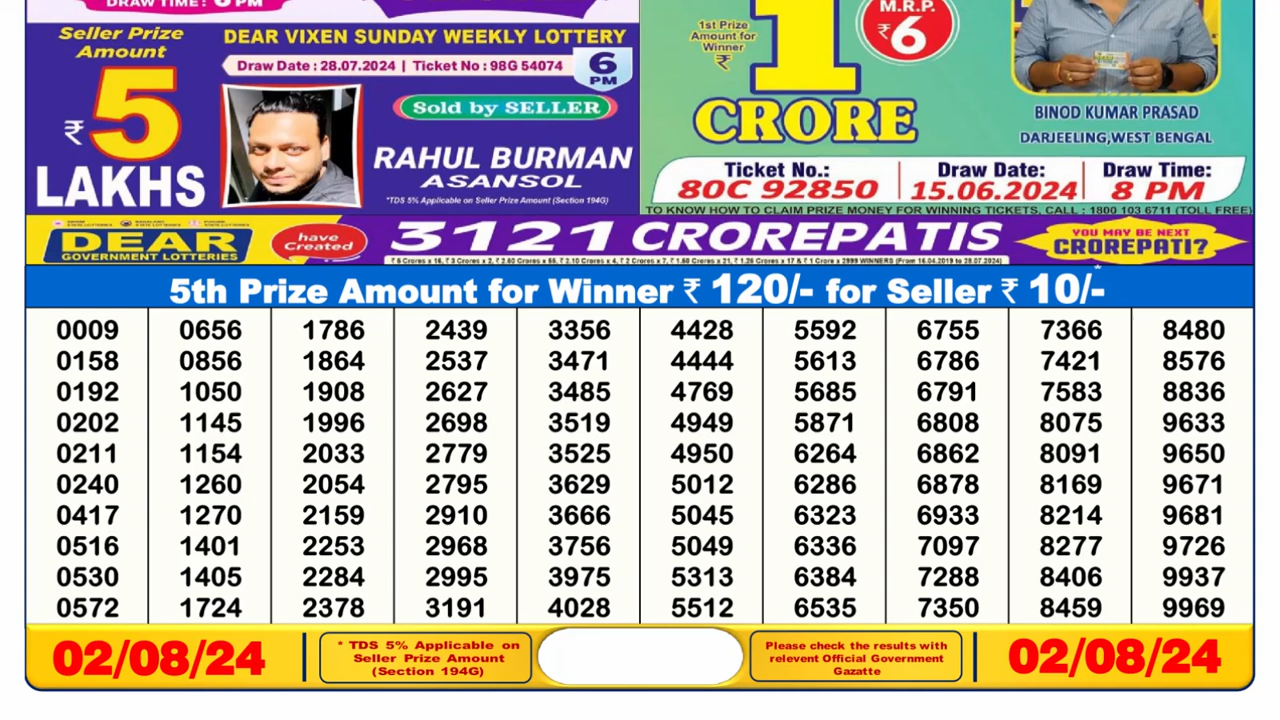 DRAW TIME: 6 PM
Seller Prize
Amount
₹5
LAKHS
DEAR VIXEN SUNDAY WEEKLY LOTTERY
Draw Date : 28.07.2024 | Ticket No : 98G 54074
6
PM
Sold by SELLER
RAHUL BURMAN
ASANSOL
*TDS 5% Applicable on Seller Prize Amount (Section 194G)
1st Prize
Amount for
Winner
₹
1
CRORE
M.R.P.
₹6
BINOD KUMAR PRASAD
DARJEELING,WEST BENGAL
Ticket No.: Draw Date: Draw Time:
80C 92850 15.06.2024 8 PM
TO KNOW HOW TO CLAIM PRIZE MONEY FOR WINNING TICKETS, CALL : 1800 103 6711 (TOLL FREE)
DEAR
GOVERNMENT LOTTERIES
have
Created
3121 CROREPATIS
YOU MAY BE NEXT
CROREPATI?
5th Prize Amount for Winner ₹ 120/- for Seller ₹ 10/-*
0009 0656 1786 2439 3356 4428 5592 6755 7366 8480
0158 0856 1864 2537 3471 4444 5613 6786 7421 8576
0192 1050 1908 2627 3485 4769 5685 6791 7583 8836
0202 1145 1996 2698 3519 4949 5871 6808 8075 9633
0211 1154 2033 2779 3525 4950 6264 6862 8091 9650
0240 1260 2054 2795 3629 5012 6286 6878 8169 9671
0417 1270 2159 2910 3666 5045 6323 6933 8214 9681
0516 1401 2253 2968 3756 5049 6336 7097 8277 9726
0530 1405 2284 2995 3975 5313 6384 7288 8406 9937
0572 1724 2378 3191 4028 5512 6535 7350 8459 9969
02/08/24
* TDS 5% Applicable on
Seller Prize Amount
(Section 194G)
Please check the results with
relevent Official Government
Gazatte
02/08/24